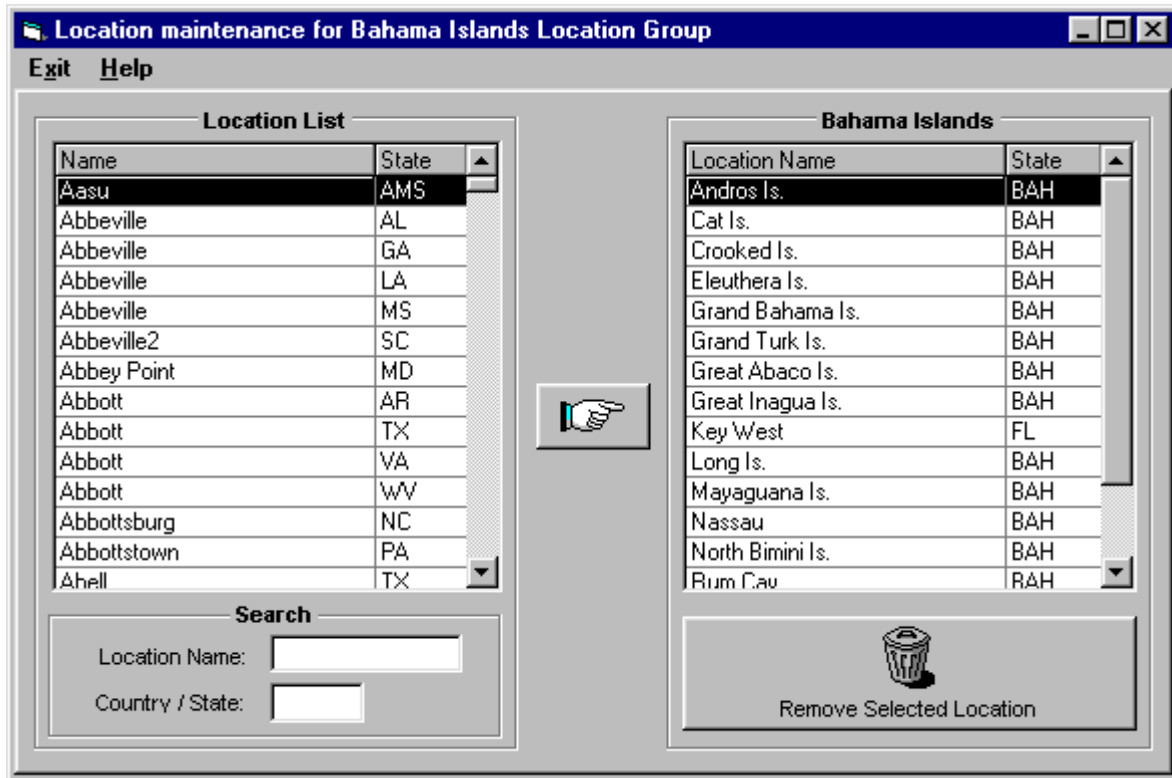 Location maintenance for Bahama Islands Location Group
Exit Help
Location List
Name State
Aasu AMS
Abbeville AL
Abbeville GA
Abbeville LA
Abbeville MS
Abbeville2 SC
Abbey Point MD
Abbott AR
Abbott TX
Abbott VA
Abbott WV
Abbottsburg NC
Abbottstown PA
Abell TX
Search
Location Name:
Country / State:
Bahama Islands
Location Name State
Andros Is. BAH
Cat Is. BAH
Crooked Is. BAH
Eleuthera Is. BAH
Grand Bahama Is. BAH
Grand Turk Is. BAH
Great Abaco Is. BAH
Great Inagua Is. BAH
Key West FL
Long Is. BAH
Mayaguana Is. BAH
Nassau BAH
North Bimini Is. BAH
Rum Cay BAH
Remove Selected Location